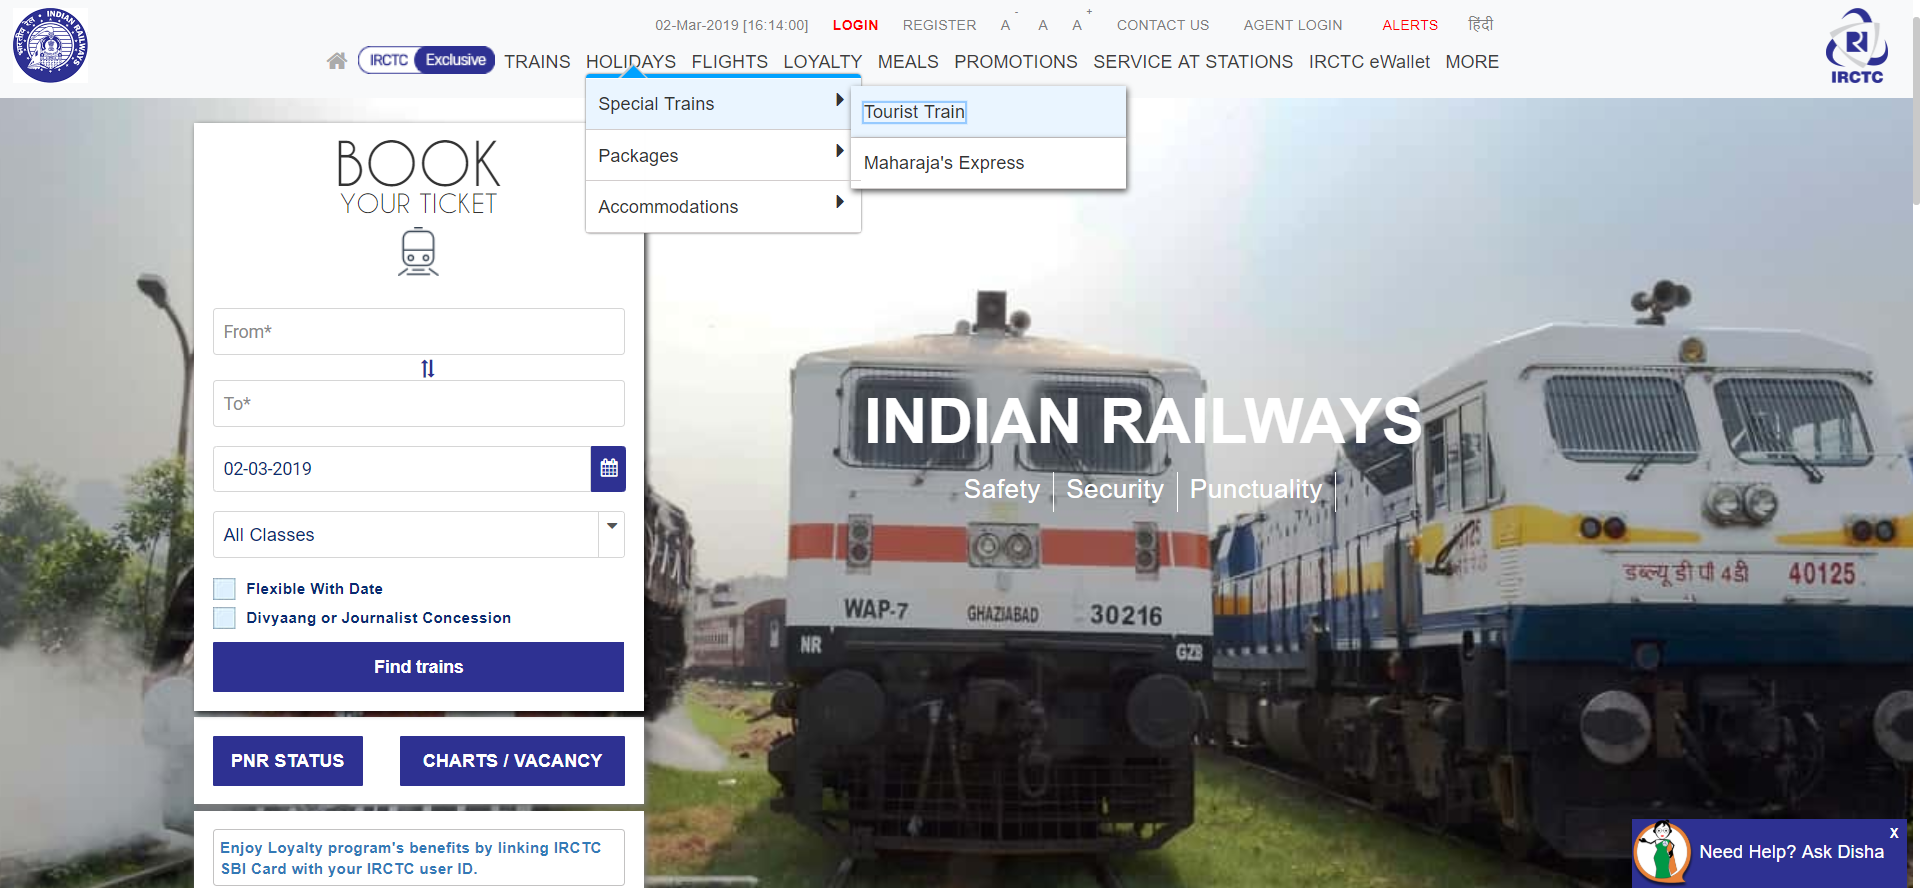 INDIAN RAILWAYS
भारतीय रेल
02-Mar-2019 [16:14:00] LOGIN REGISTER A- A A+ CONTACT US AGENT LOGIN ALERTS हिंदी
IRCTC Exclusive TRAINS HOLIDAYS FLIGHTS LOYALTY MEALS PROMOTIONS SERVICE AT STATIONS IRCTC eWallet MORE
IRCTC
Special Trains
Tourist Train
Packages
Maharaja's Express
Accommodations
BOOK
YOUR TICKET
From*
To*
02-03-2019
All Classes
Flexible With Date
Divyaang or Journalist Concession
Find trains
PNR STATUS CHARTS / VACANCY
Enjoy Loyalty program's benefits by linking IRCTC
SBI Card with your IRCTC user ID.
INDIAN RAILWAYS
Safety Security Punctuality
WAP-7 GHAZIABAD 30216
NR GZB
40125
डब्ल्यू डी पी 4डी 40125
x
Need Help? Ask Disha